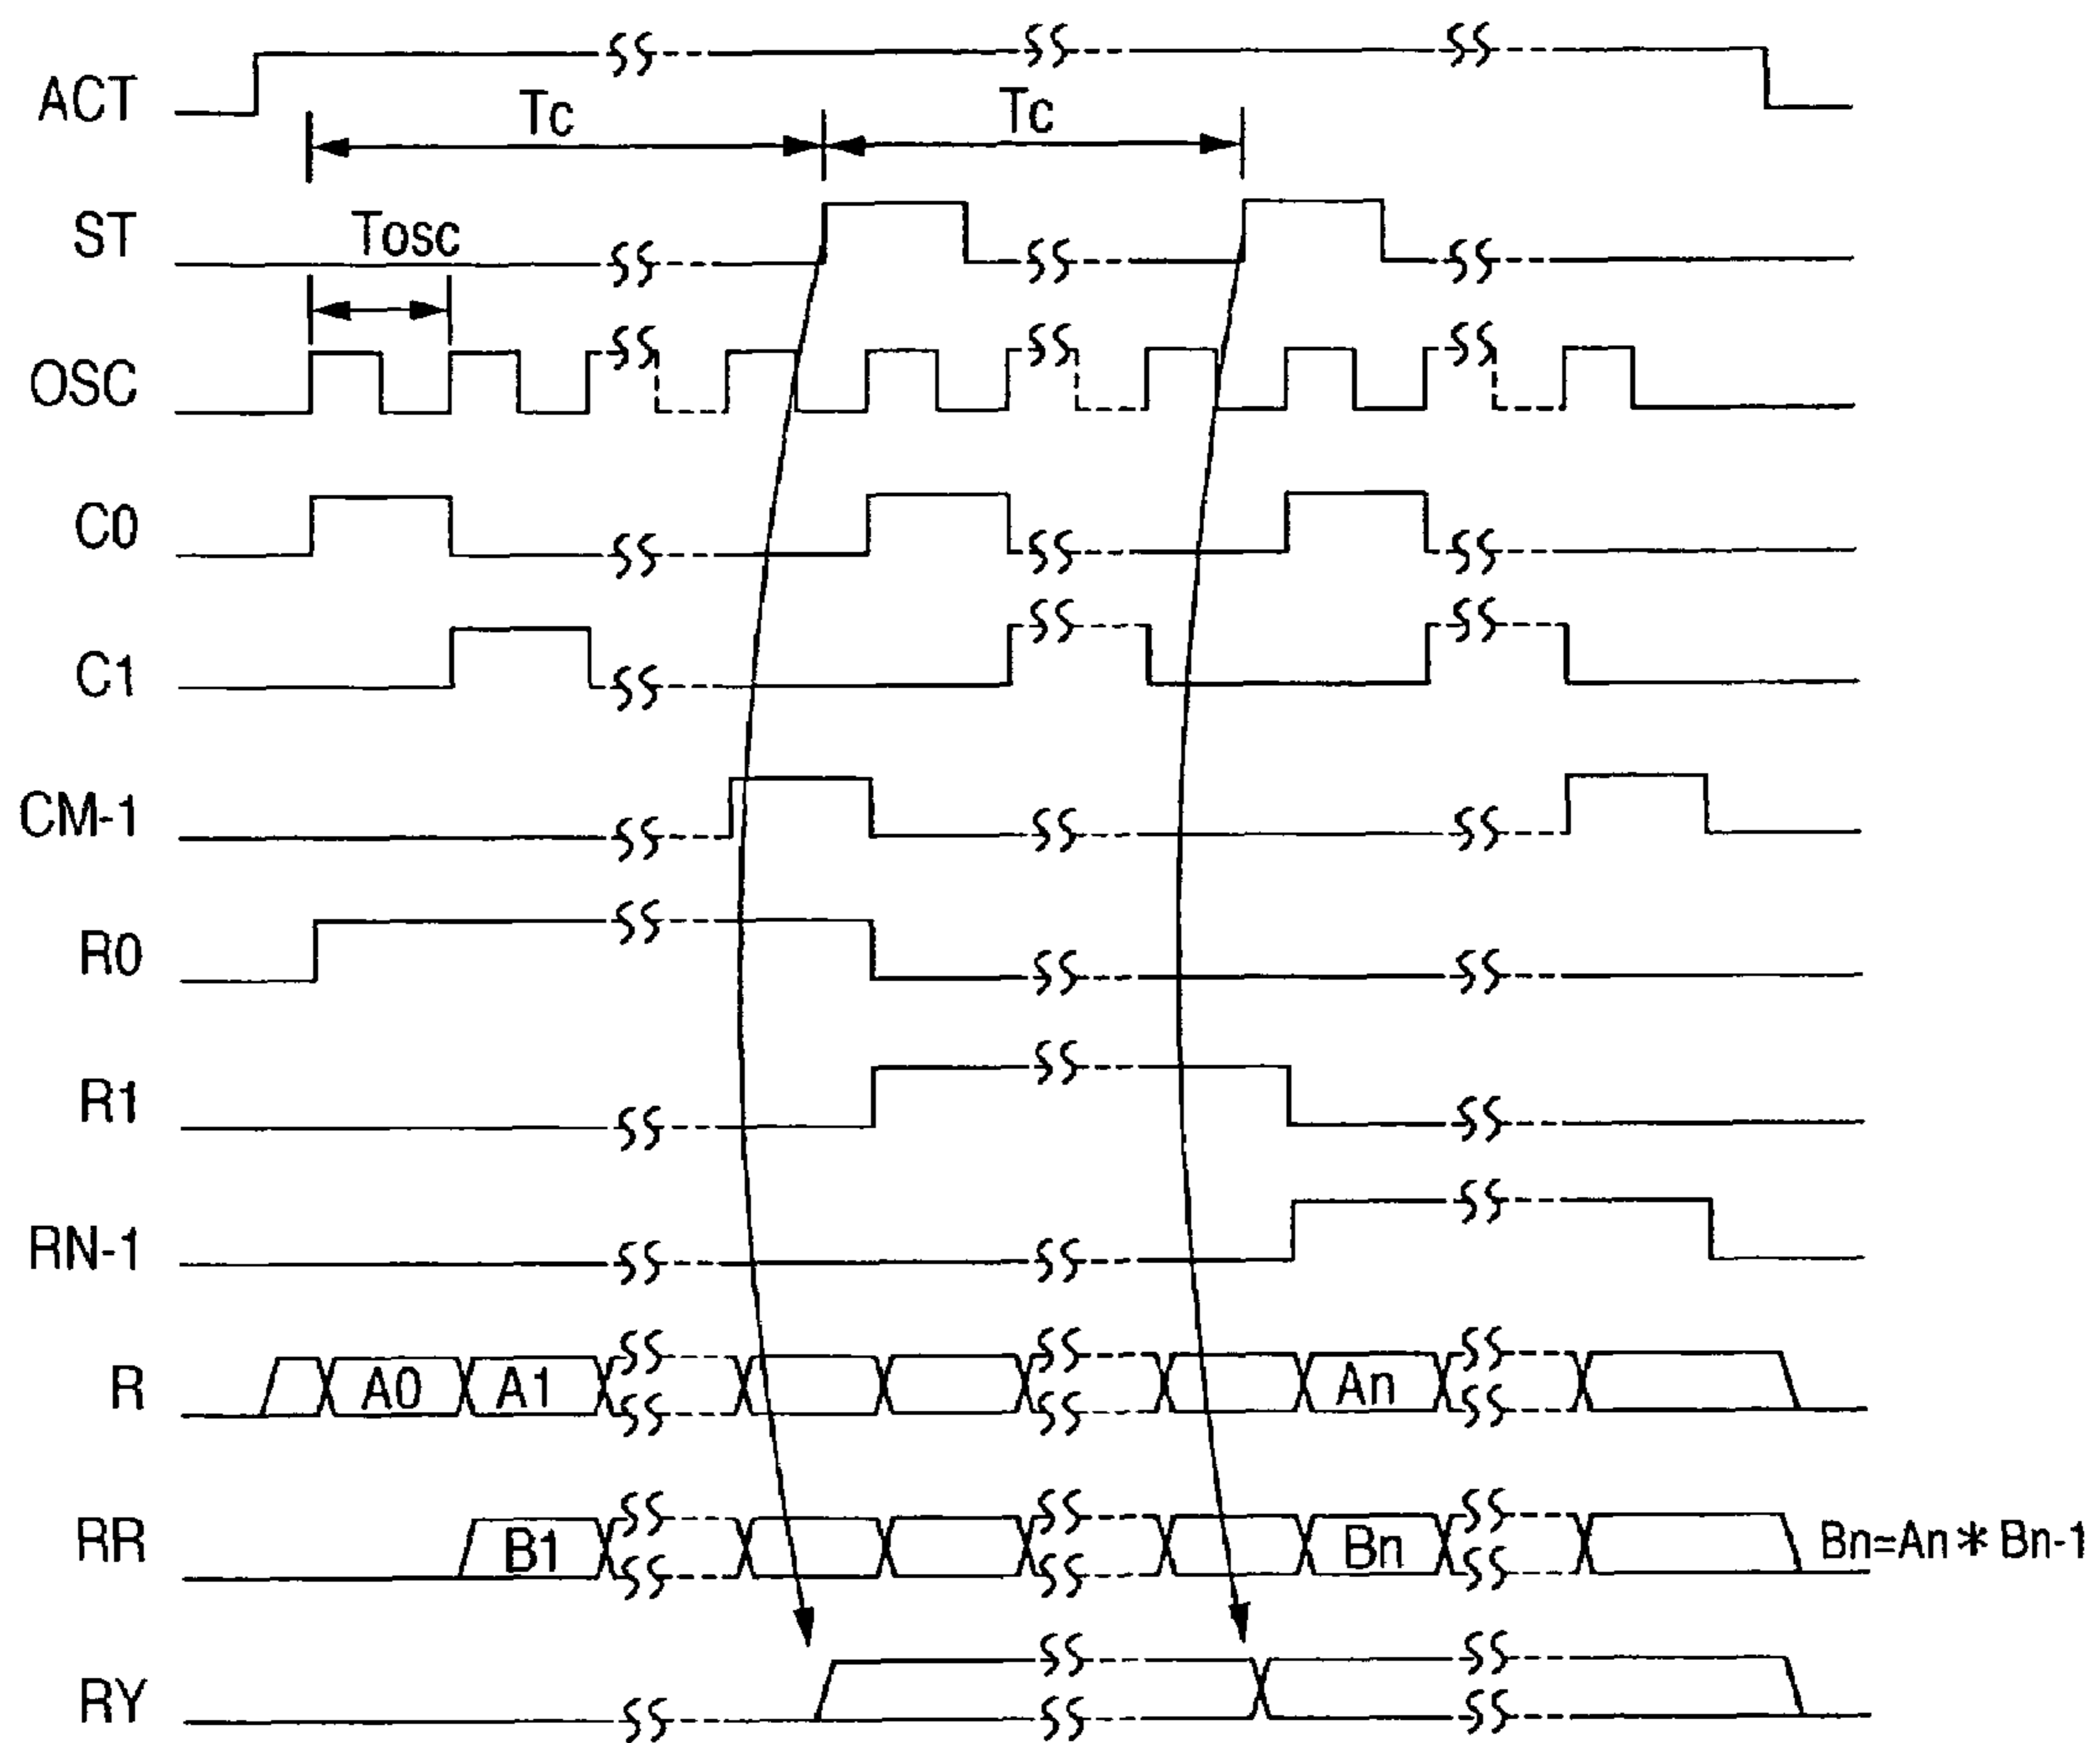 ACT
Tc
Tc
ST
Tosc
OSC
C0
C1
CM-1
R0
R1
RN-1
R
A0
A1
An
RR
B1
Bn
Bn=An＊Bn-1
RY